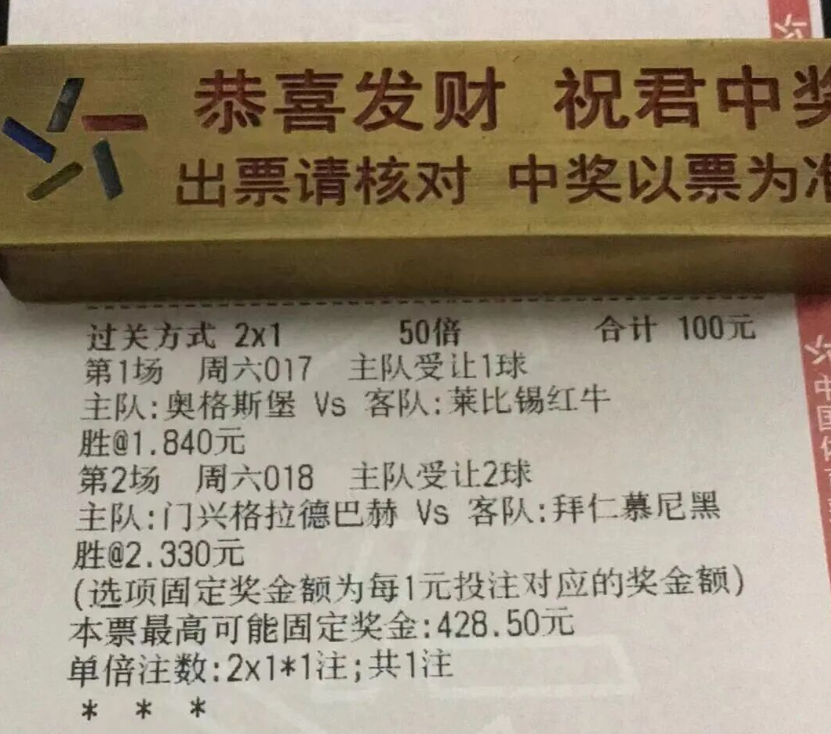 恭喜发财 祝君中奖
出票请核对 中奖以票为准
过关方式 2x1 50倍 合计 100元
第1场 周六017 主队受让1球
主队:奥格斯堡 Vs 客队:莱比锡红牛
胜@1.840元
第2场 周六018 主队受让2球
主队:门兴格拉德巴赫 Vs 客队:拜仁慕尼黑
胜@2.330元
(选项固定奖金额为每1元投注对应的奖金额)
本票最高可能固定奖金:428.50元
单倍注数:2x1*1注;共1注
* * *
中国体